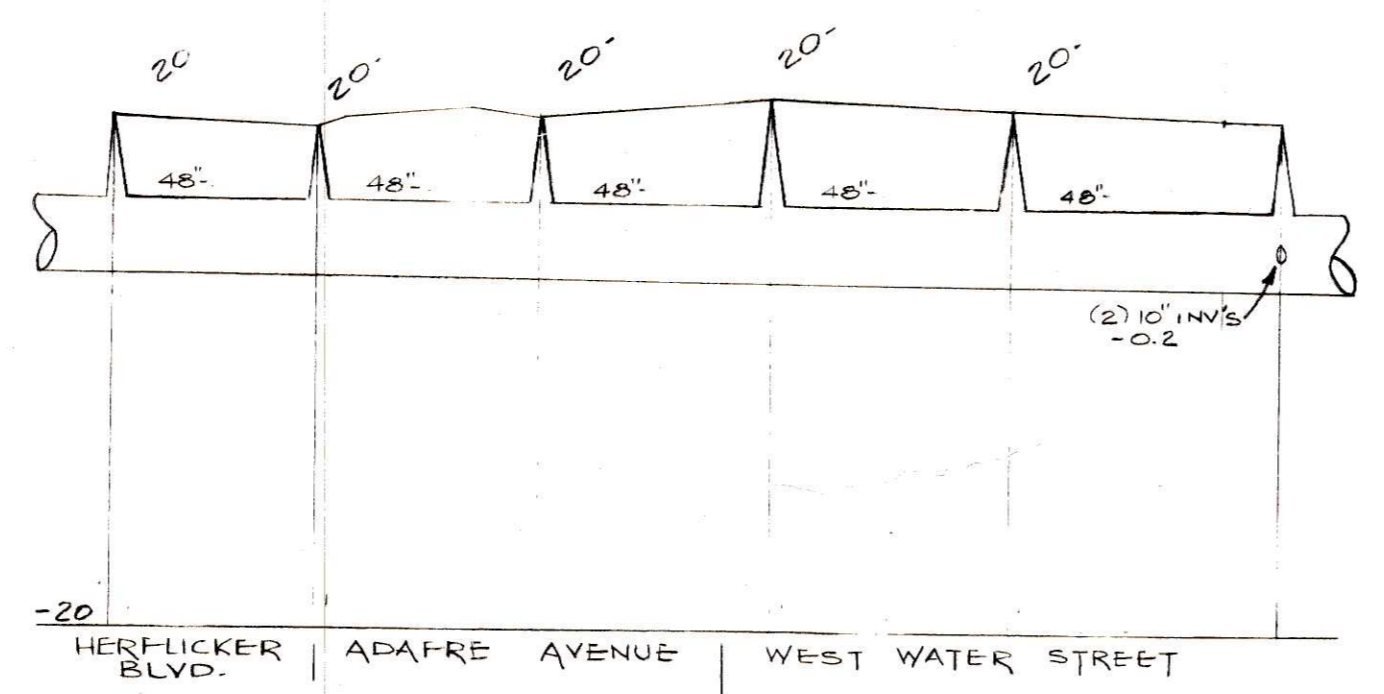 20
20-
20-
20-
20-
48"-
48"-
48"-
48"-
48"-
(2) 10" INV'S
-0.2
-20
HERFLICKER
BLVD.
ADAFRE AVENUE
WEST WATER STREET